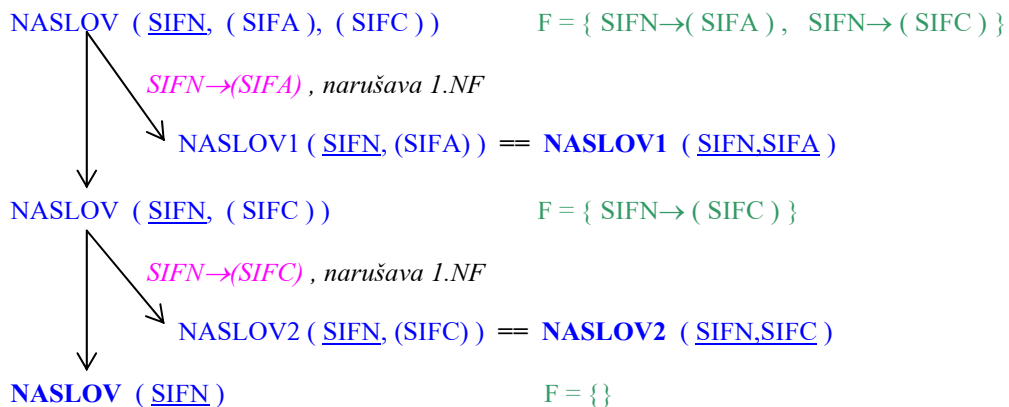 NASLOV ( SIFN, ( SIFA ), ( SIFC ) ) F = { SIFN→( SIFA ) , SIFN→ ( SIFC ) }
SIFN→(SIFA) , narušava 1.NF
NASLOV1 ( SIFN, (SIFA) ) == NASLOV1 ( SIFN,SIFA )
NASLOV ( SIFN, ( SIFC ) ) F = { SIFN→ ( SIFC ) }
SIFN→(SIFC) , narušava 1.NF
NASLOV2 ( SIFN, (SIFC) ) == NASLOV2 ( SIFN,SIFC )
NASLOV ( SIFN ) F = {}